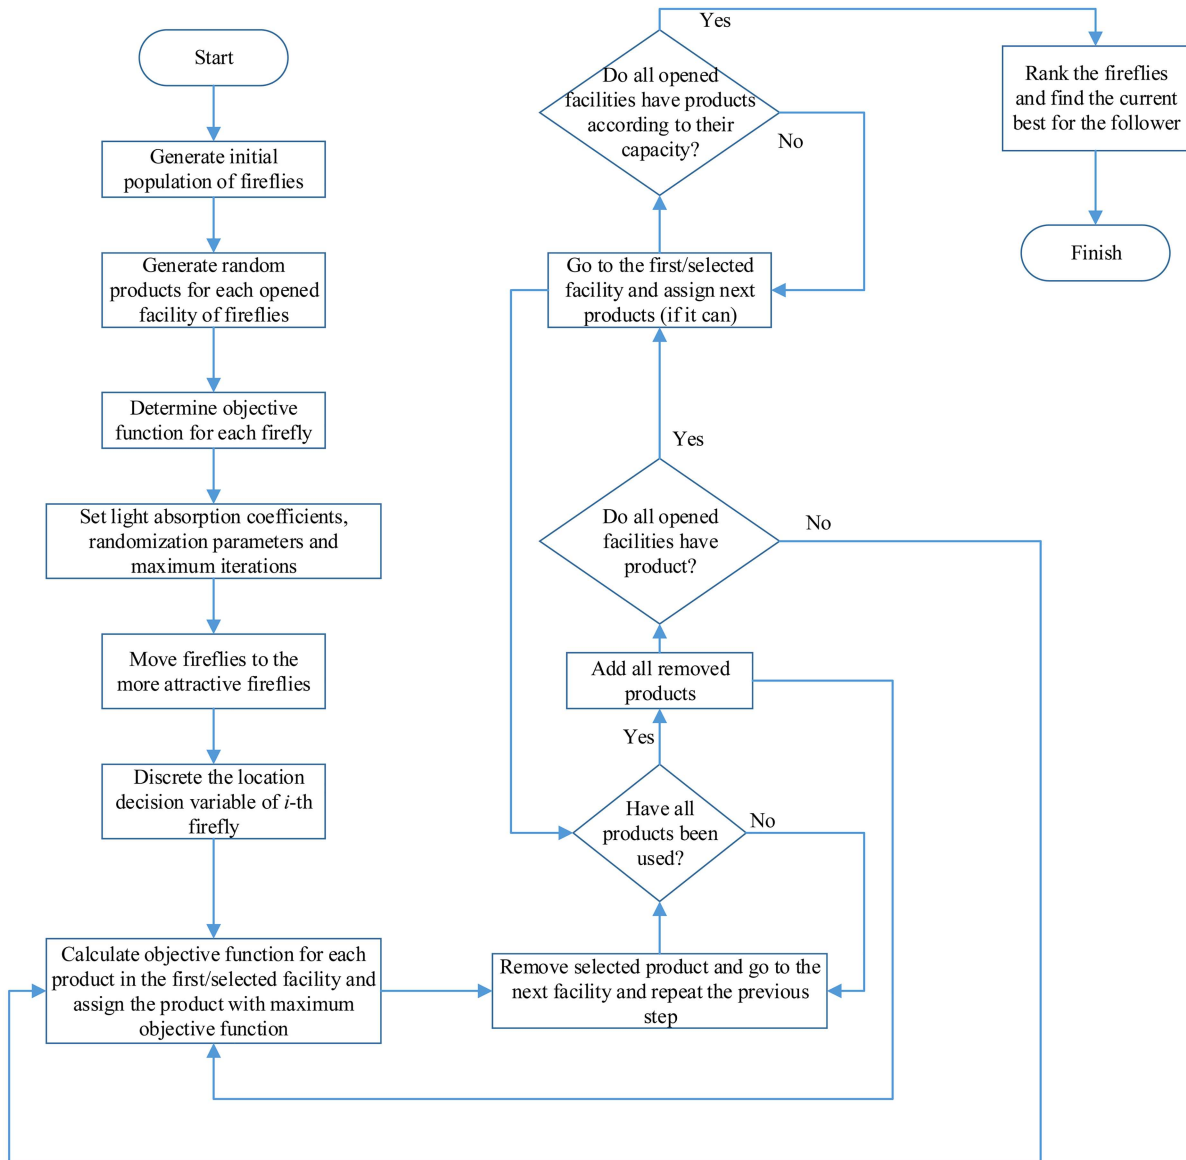 Start
Generate initial
population of fireflies
Generate random
products for each opened
facility of fireflies
Determine objective
function for each firefly
Set light absorption coefficients,
randomization parameters and
maximum iterations
Move fireflies to the
more attractive fireflies
Discrete the location
decision variable of i-th
firefly
Calculate objective function for each
product in the first/selected facility and
assign the product with maximum
objective function
Remove selected product and go to the
next facility and repeat the previous
step
Have all
products been
used?
No
Yes
Add all removed
products
Do all opened
facilities have
product?
No
Yes
Go to the first/selected
facility and assign next
products (if it can)
Do all opened
facilities have products
according to their
capacity?
No
Yes
Rank the fireflies
and find the current
best for the follower
Finish